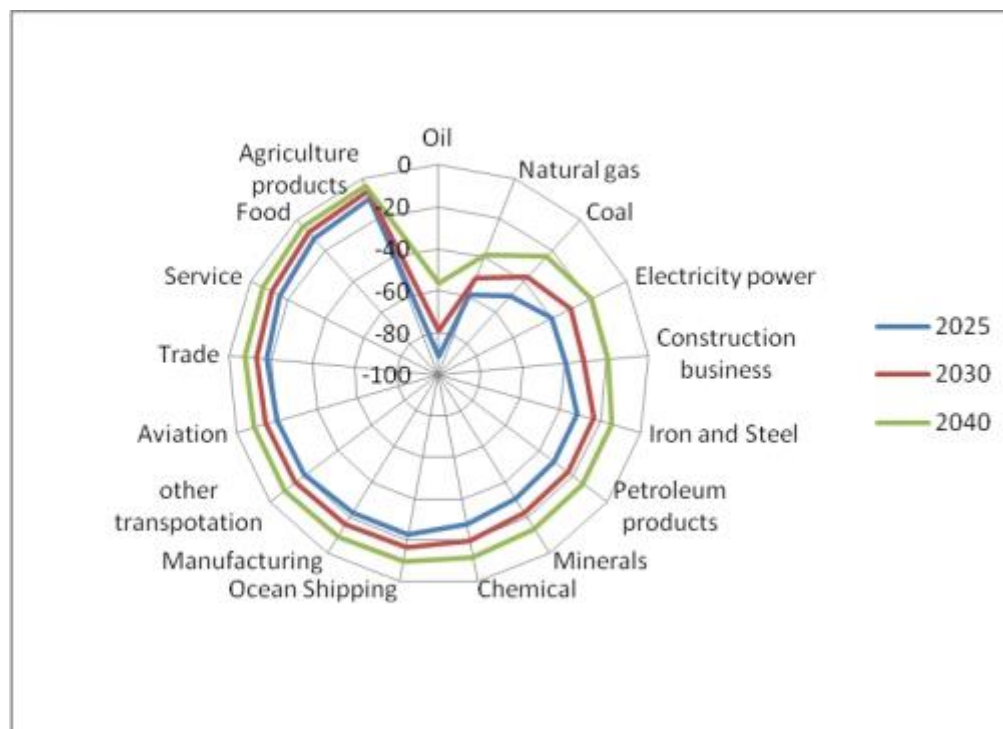 Oil
Natural gas
Coal
Electricity power
Construction
business
Iron and Steel
Petroleum
products
Minerals
Chemical
Ocean Shipping
Manufacturing
other
transpotation
Aviation
Trade
Service
Food
Agriculture
products
0
-20
-40
-60
-80
-100
2025
2030
2040